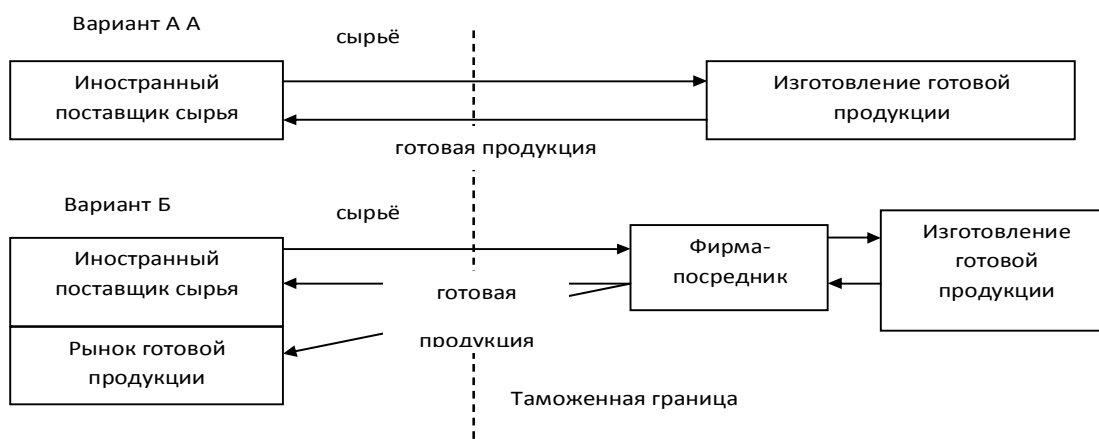 Вариант А А
сырьё
Иностранный
поставщик сырья
Изготовление готовой
продукции
готовая продукция
Вариант Б
сырьё
Иностранный
поставщик сырья
Фирма-
посредник
Изготовление
готовой
продукции
готовая
продукция
Рынок готовой
продукции
Таможенная граница